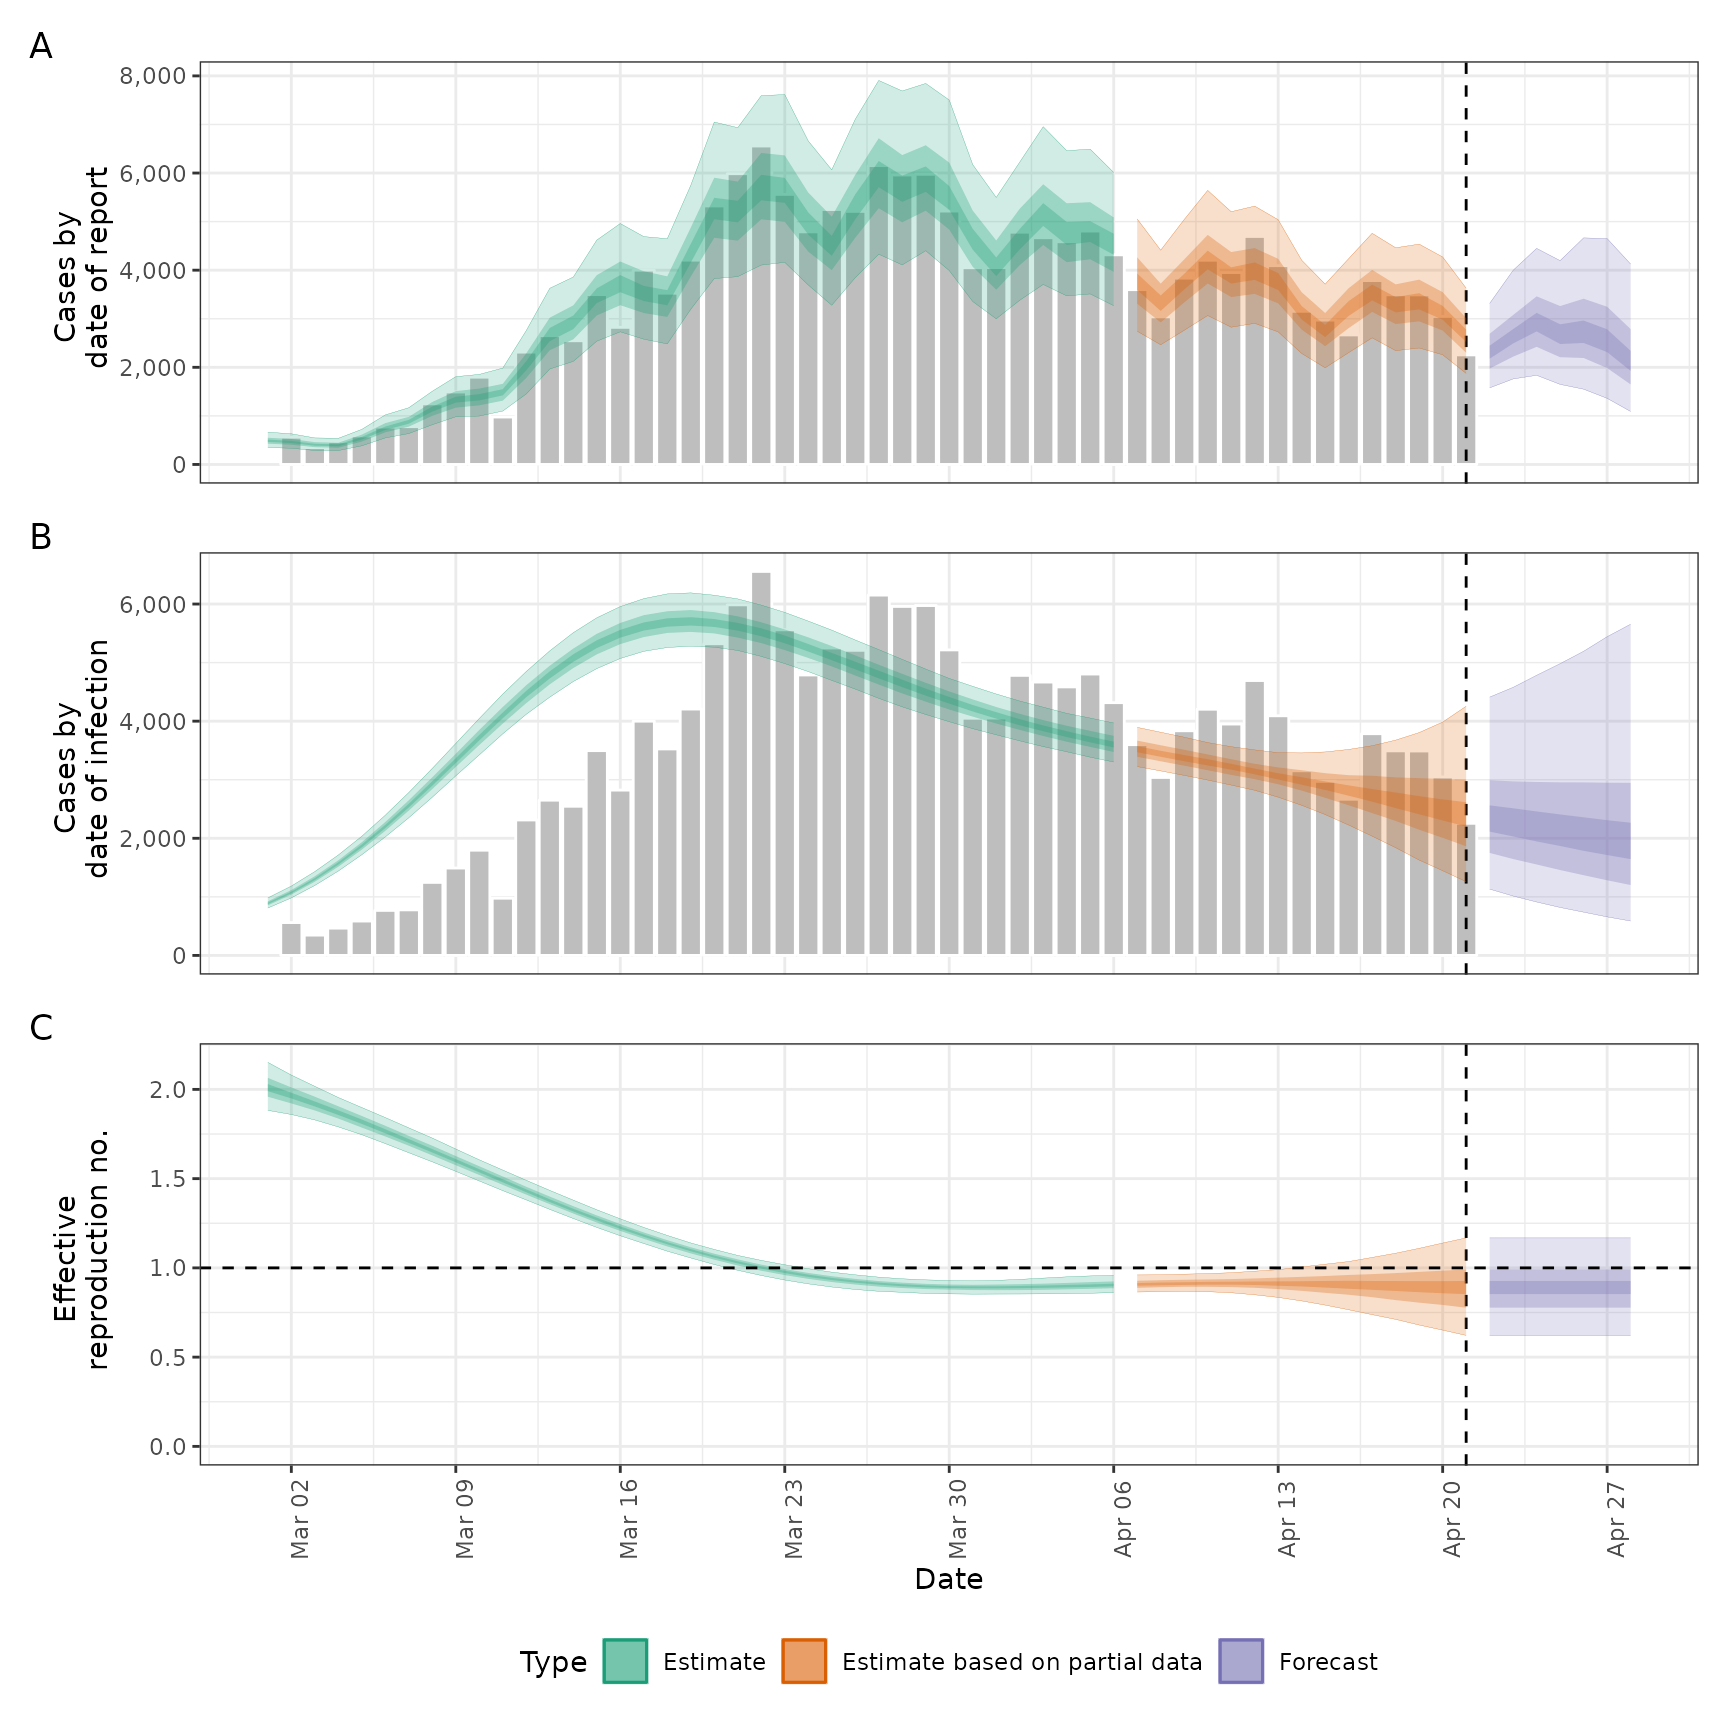 A
8,000
6,000
4,000
2,000
0
Cases by
date of report
B
6,000
4,000
2,000
0
Cases by
date of infection
C
2.0
1.5
1.0
0.5
0.0
Effective
reproduction no.
Mar 02
Mar 09
Mar 16
Mar 23
Mar 30
Apr 06
Apr 13
Apr 20
Apr 27
Date
Type Estimate Estimate based on partial data Forecast